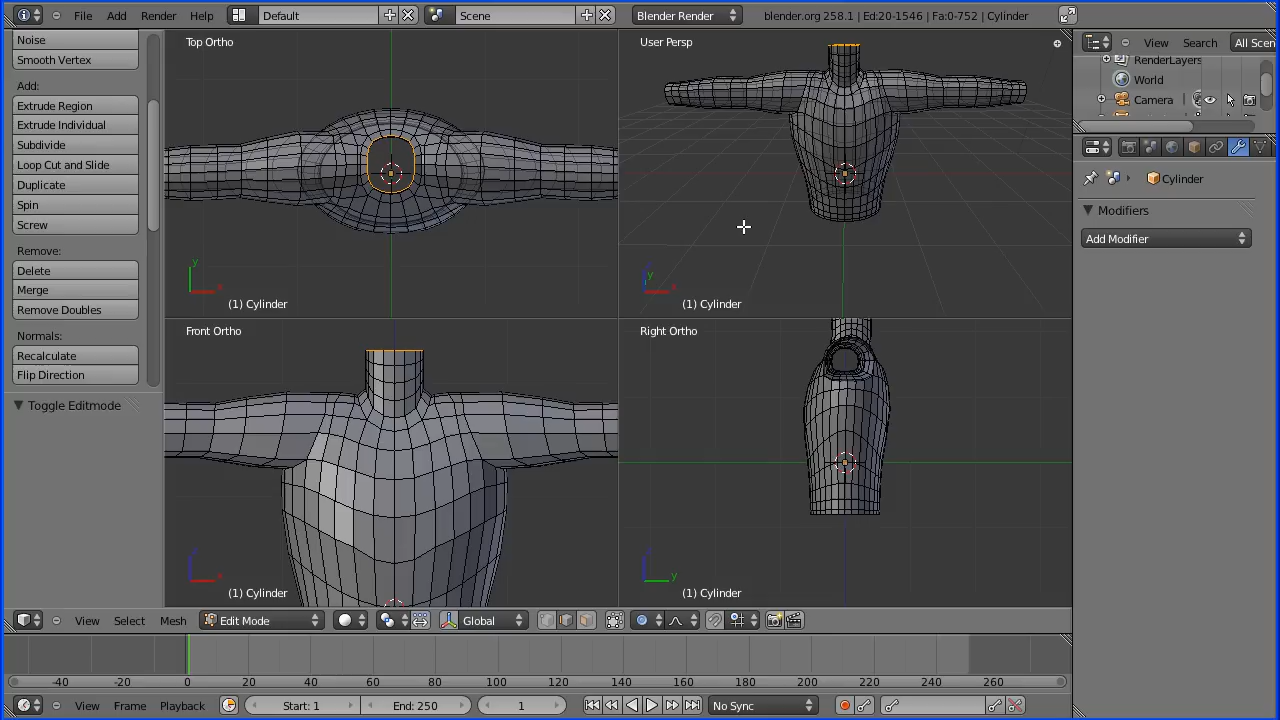 File Add Render Help Default Scene Blender Render blender.org 258.1 | Ed:20-1546 | Fa:0-752 | Cylinder
Noise
Smooth Vertex
Add:
Extrude Region
Extrude Individual
Subdivide
Loop Cut and Slide
Duplicate
Spin
Screw
Remove:
Delete
Merge
Remove Doubles
Normals:
Recalculate
Flip Direction
Toggle Editmode
Top Ortho
y
x
(1) Cylinder
User Persp
y
x
(1) Cylinder
Front Ortho
z
x
(1) Cylinder
Right Ortho
z
y
(1) Cylinder
View Search All Scen
RenderLayers
World
Camera
Cylinder
Modifiers
Add Modifier
View Select Mesh Edit Mode Global
-40 -20 0 20 40 60 80 100 120 140 160 180 200 220 240 260
View Frame Playback Start: 1 End: 250 1 No Sync